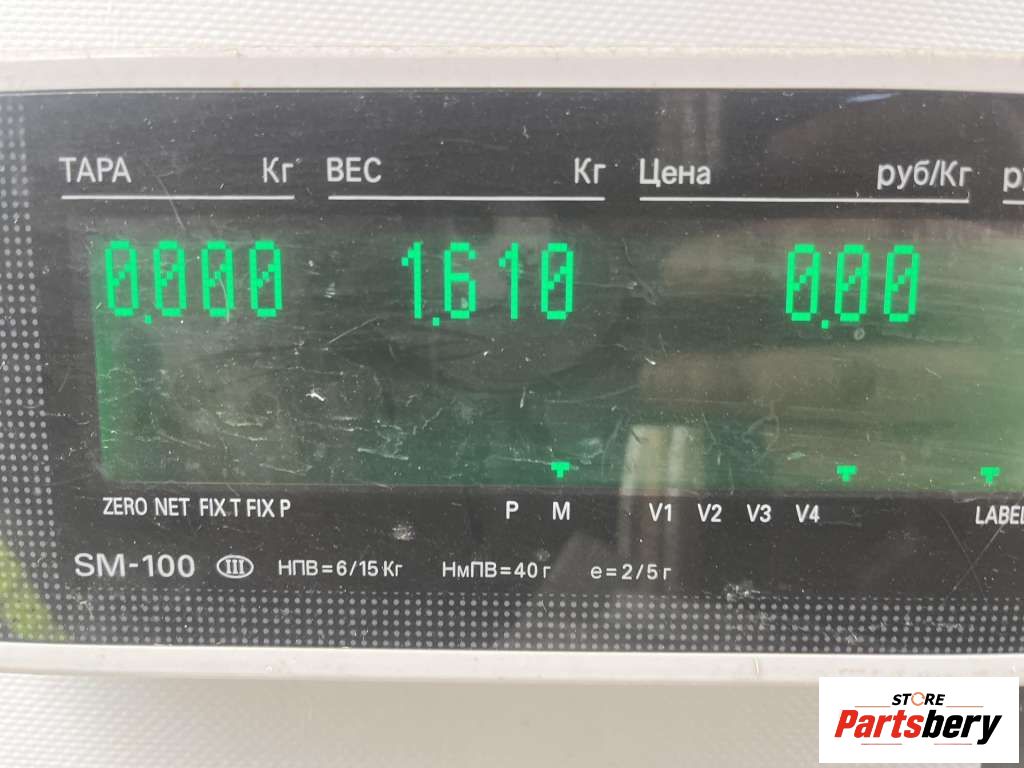 ТАРА Кг ВЕС Кг Цена руб/Кг
0.000 1.610 0.00
ZERO NET FIX T FIX P P M V1 V2 V3 V4
SM-100 III НПВ=6/15 Кг НмПВ=40 г e=2/5 г
STORE
Partsbery